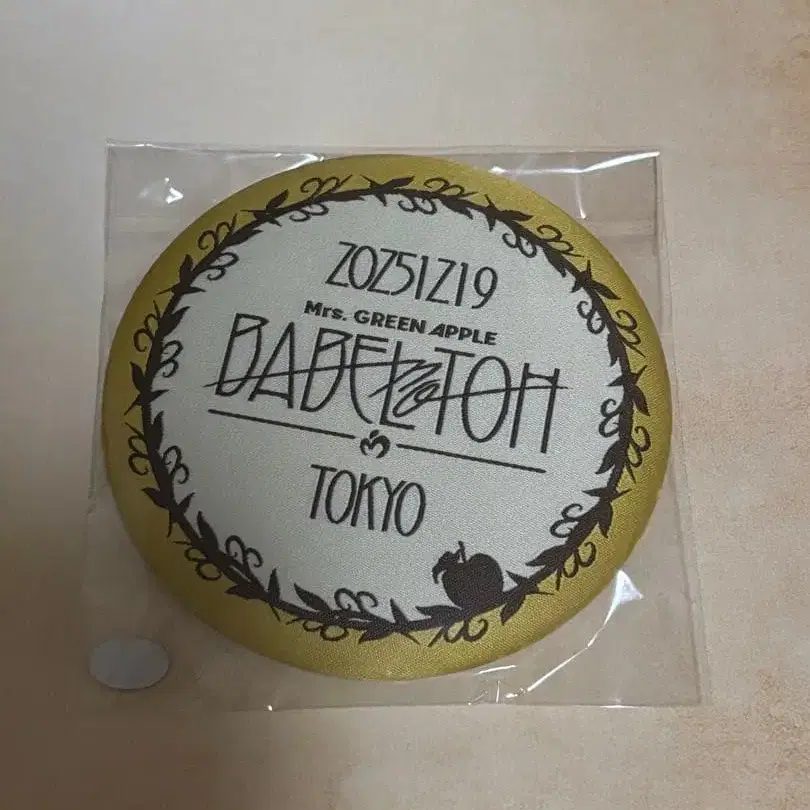 20251219
Mrs. GREEN APPLE
BABEL no TOH
TOKYO